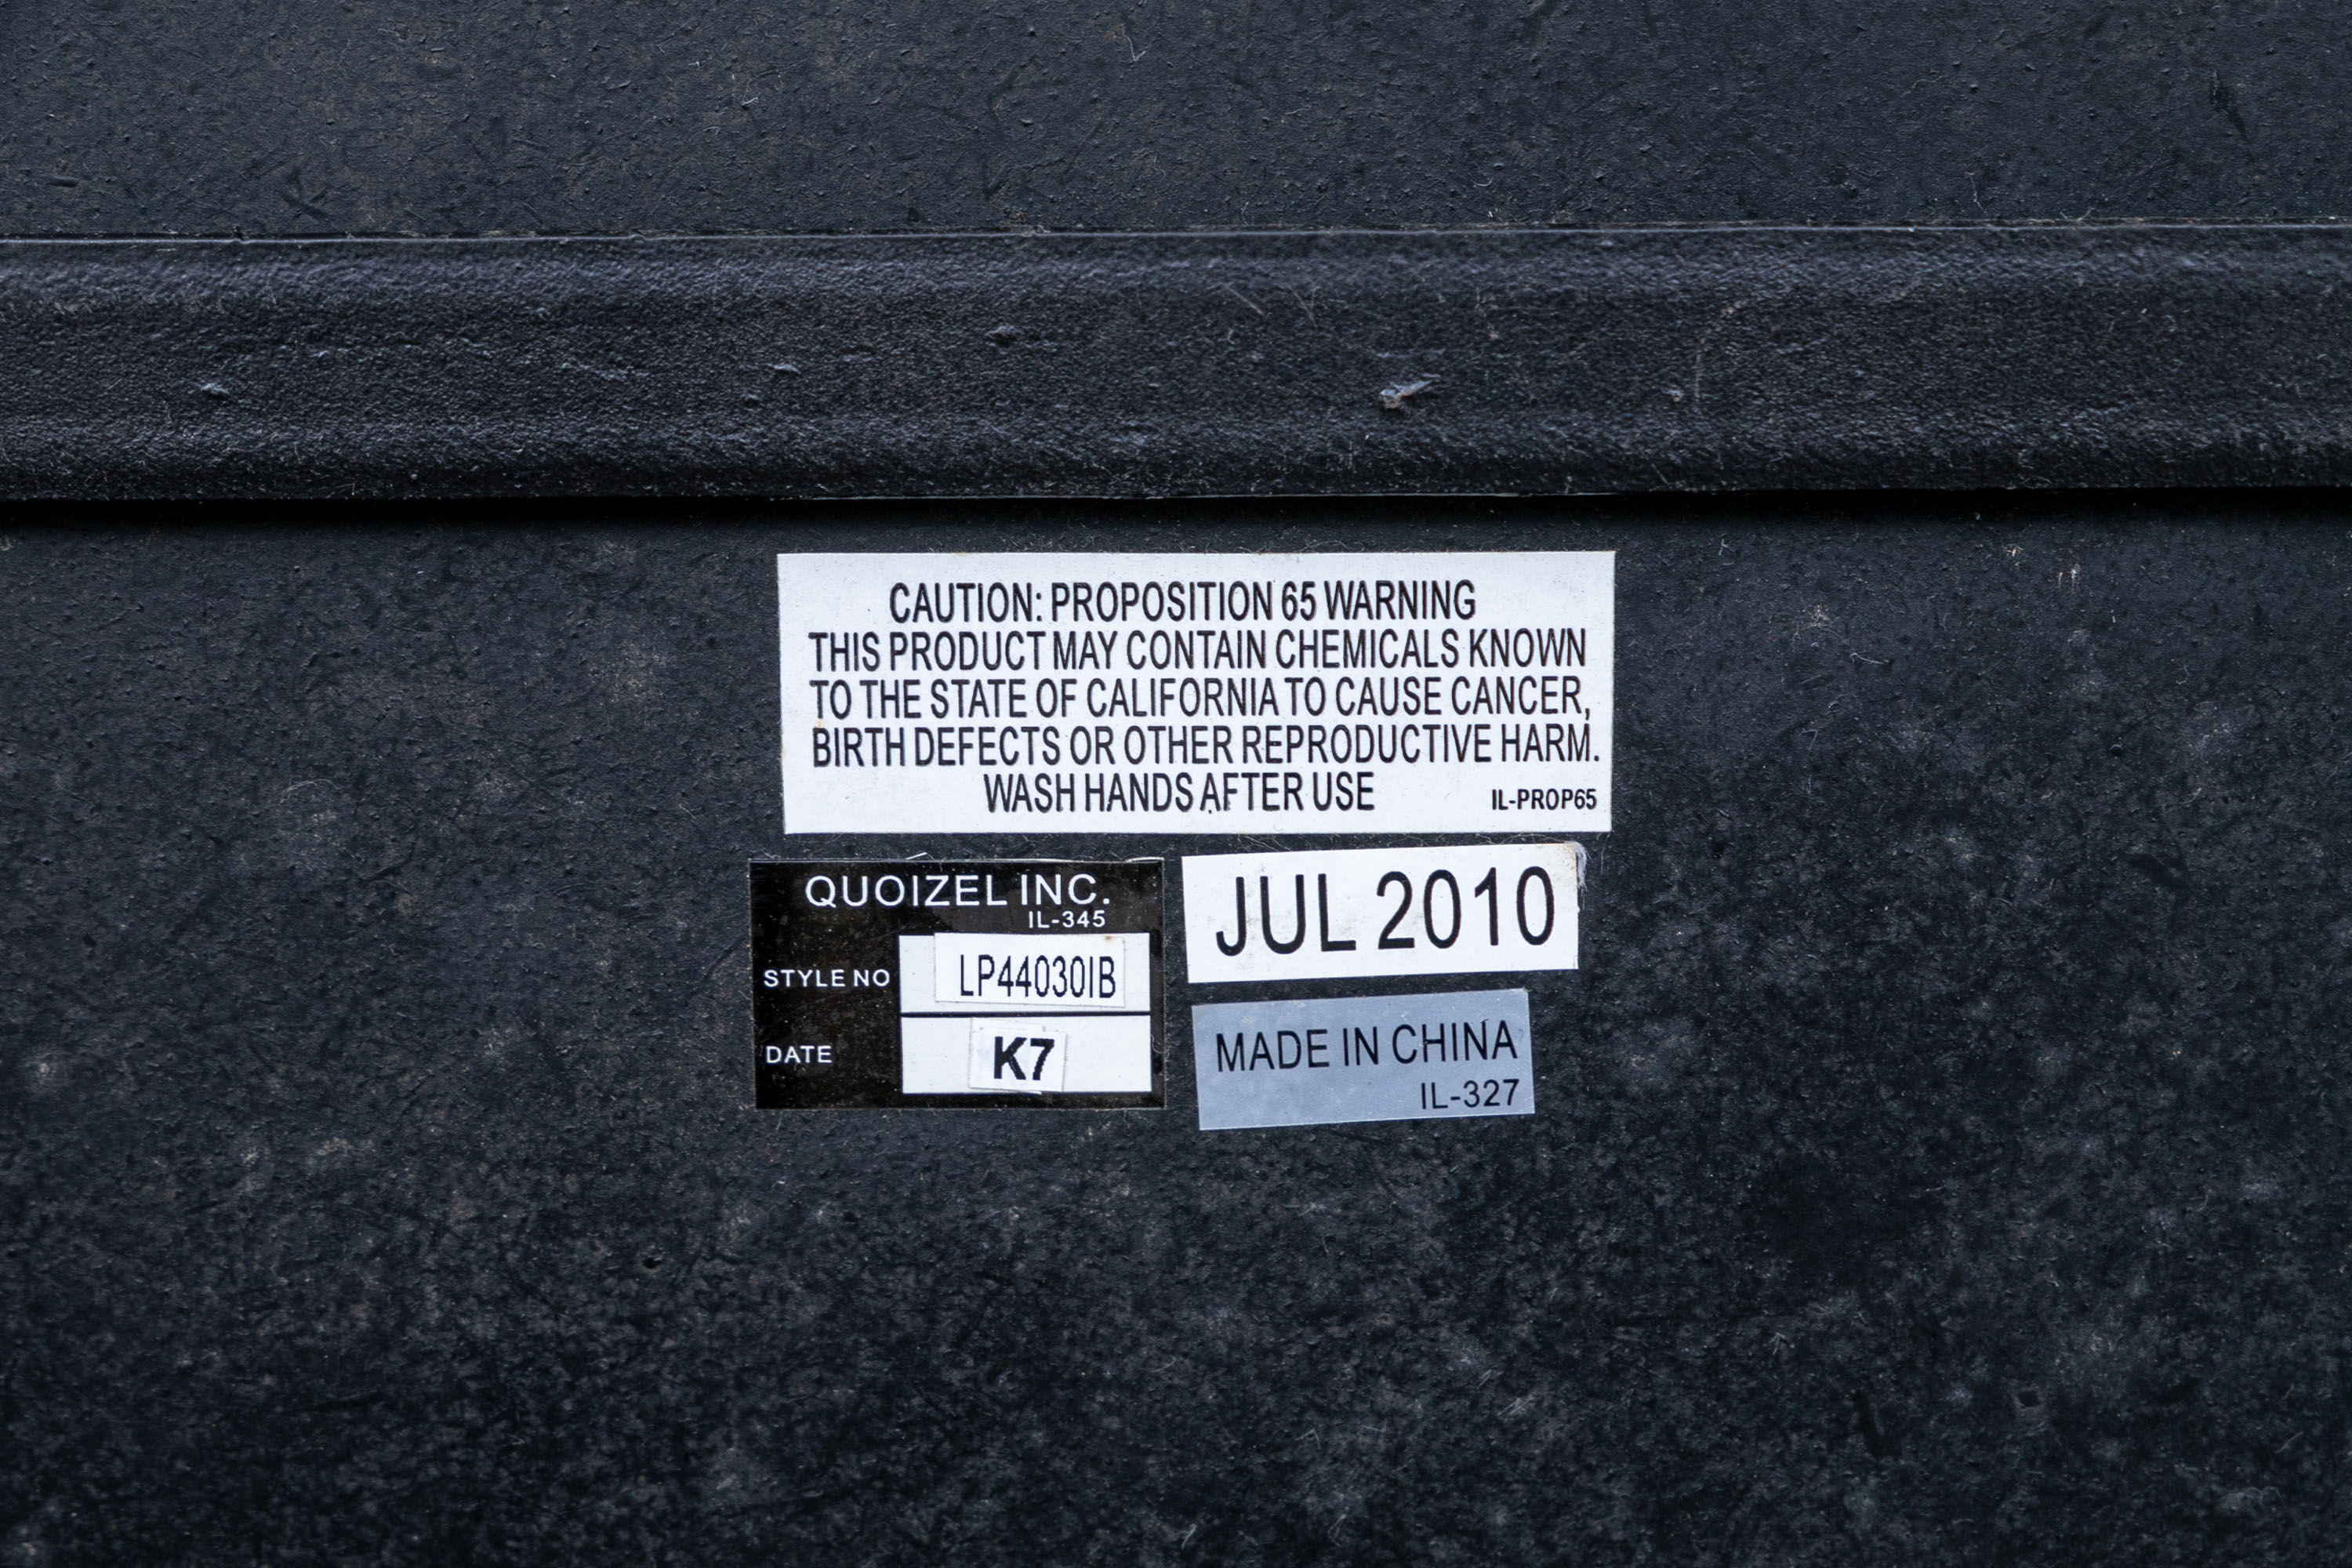 CAUTION: PROPOSITION 65 WARNING
THIS PRODUCT MAY CONTAIN CHEMICALS KNOWN
TO THE STATE OF CALIFORNIA TO CAUSE CANCER,
BIRTH DEFECTS OR OTHER REPRODUCTIVE HARM.
WASH HANDS AFTER USE
IL-PROP65
QUOIZEL INC.
IL-345
STYLE NO LP44030IB
DATE K7
JUL 2010
MADE IN CHINA
IL-327